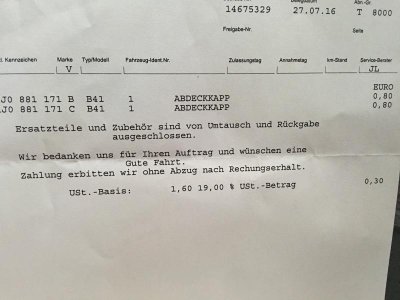 14675329 27.07.16 T 8000
Freigabe-Nr.
Kennzeichen Marke Typ/Modell Fahrzeug-Ident.Nr. Zulassungstag Annahmetag km-Stand Service-Berater
V JL
EURO
J0 881 171 B B41 1 ABDECKKAPP 0,80
J0 881 171 C B41 1 ABDECKKAPP 0,80
Ersatzteile und Zubehör sind von Umtausch und Rückgabe
ausgeschlossen.
Wir bedanken uns für Ihren Auftrag und wünschen eine
Gute Fahrt.
Zahlung erbitten wir ohne Abzug nach Rechungserhalt.
USt.-Basis: 1,60 19,00 % USt.-Betrag 0,30